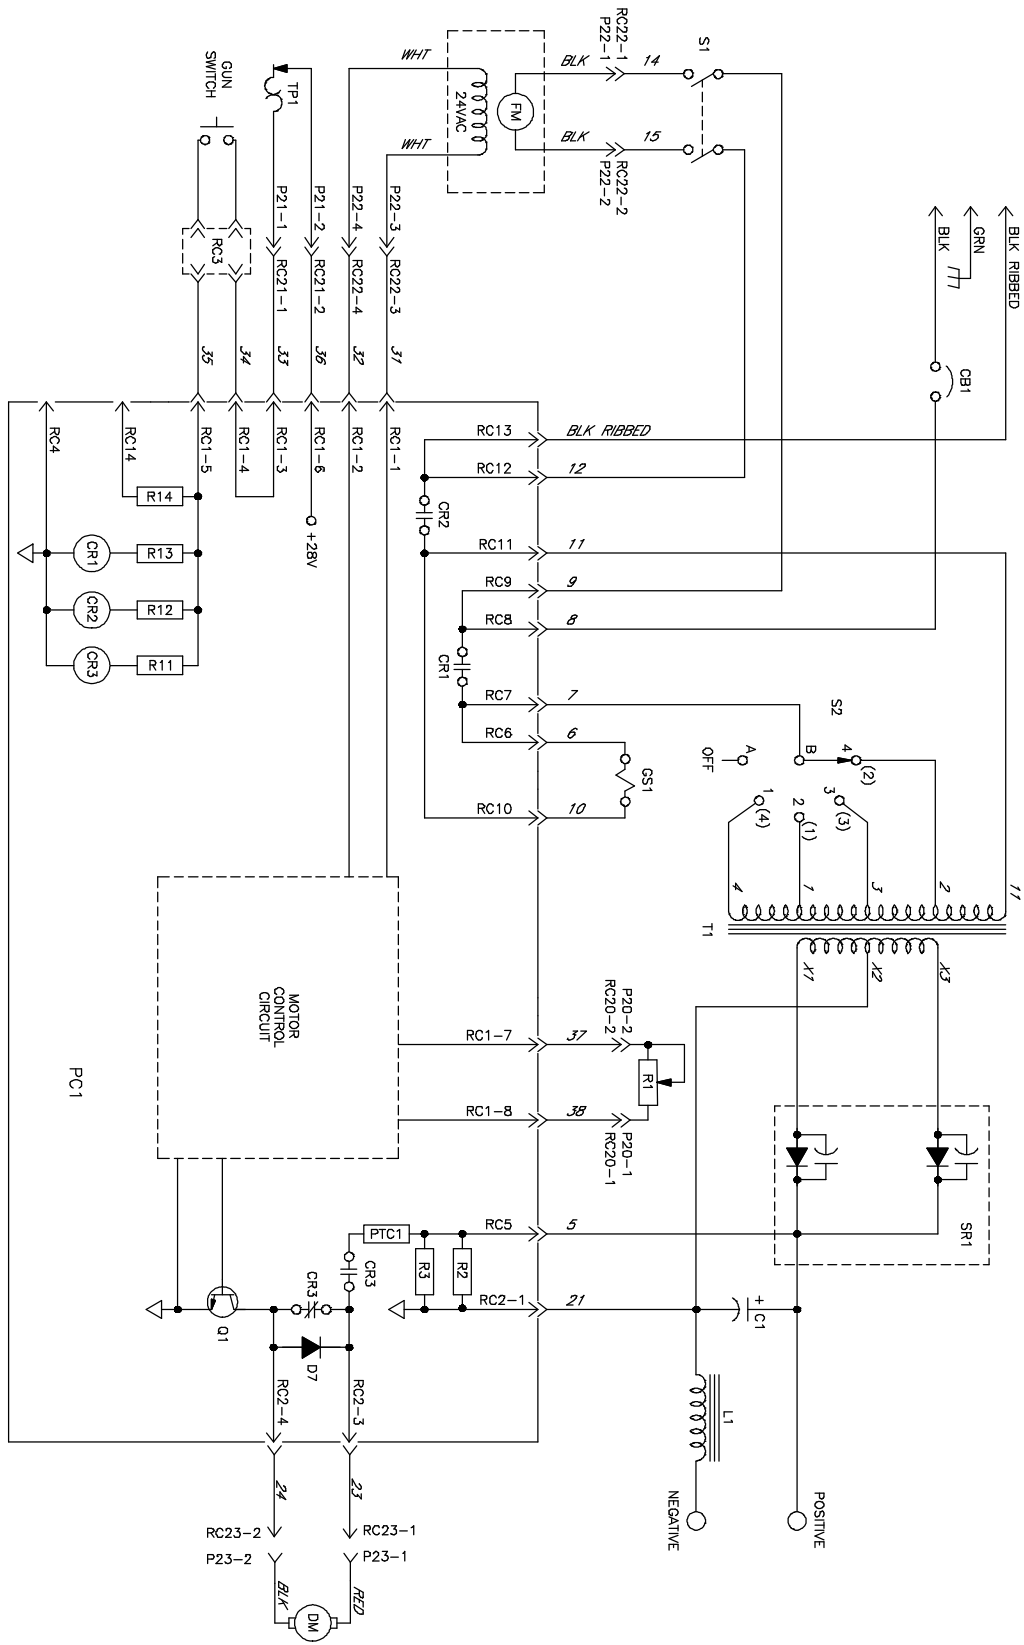 RC22-1
P22-1
S1
WHT
BLK
14
FM
24VAC
BLK
15
WHT
RC22-2
P22-2
GUN
SWITCH
TP1
BLK
GRN
BLK RIBBED
P21-1
P21-2
P22-4
P22-3
RC3
RC21-1
RC21-2
RC22-4
RC22-3
35
34
33
36
32
31
CB1
RC4
RC14
RC1-5
RC1-4
RC1-3
RC1-6
RC1-2
RC1-1
RC13
BLK RIBBED
RC12
12
R14
CR2
+28V
CR1
R13
RC11
11
RC9
9
CR2
R12
RC8
8
CR3
R11
CR1
RC7
7
S2
RC6
6
OFF
A
B
4
(2)
GS1
1
(4)
2
(1)
3
(3)
RC10
10
4
1
3
2
11
T1
X1
X2
X3
MOTOR
CONTROL
CIRCUIT
P20-2
RC20-2
RC1-7
37
R1
PC1
RC1-8
38
P20-1
RC20-1
PTC1
RC5
5
SR1
CR3
R3
R2
CR3
RC2-1
21
+
C1
Q1
D7
RC2-4
RC2-3
L1
24
23
NEGATIVE
POSITIVE
RC23-2
RC23-1
P23-2
P23-1
BLK
RED
DM